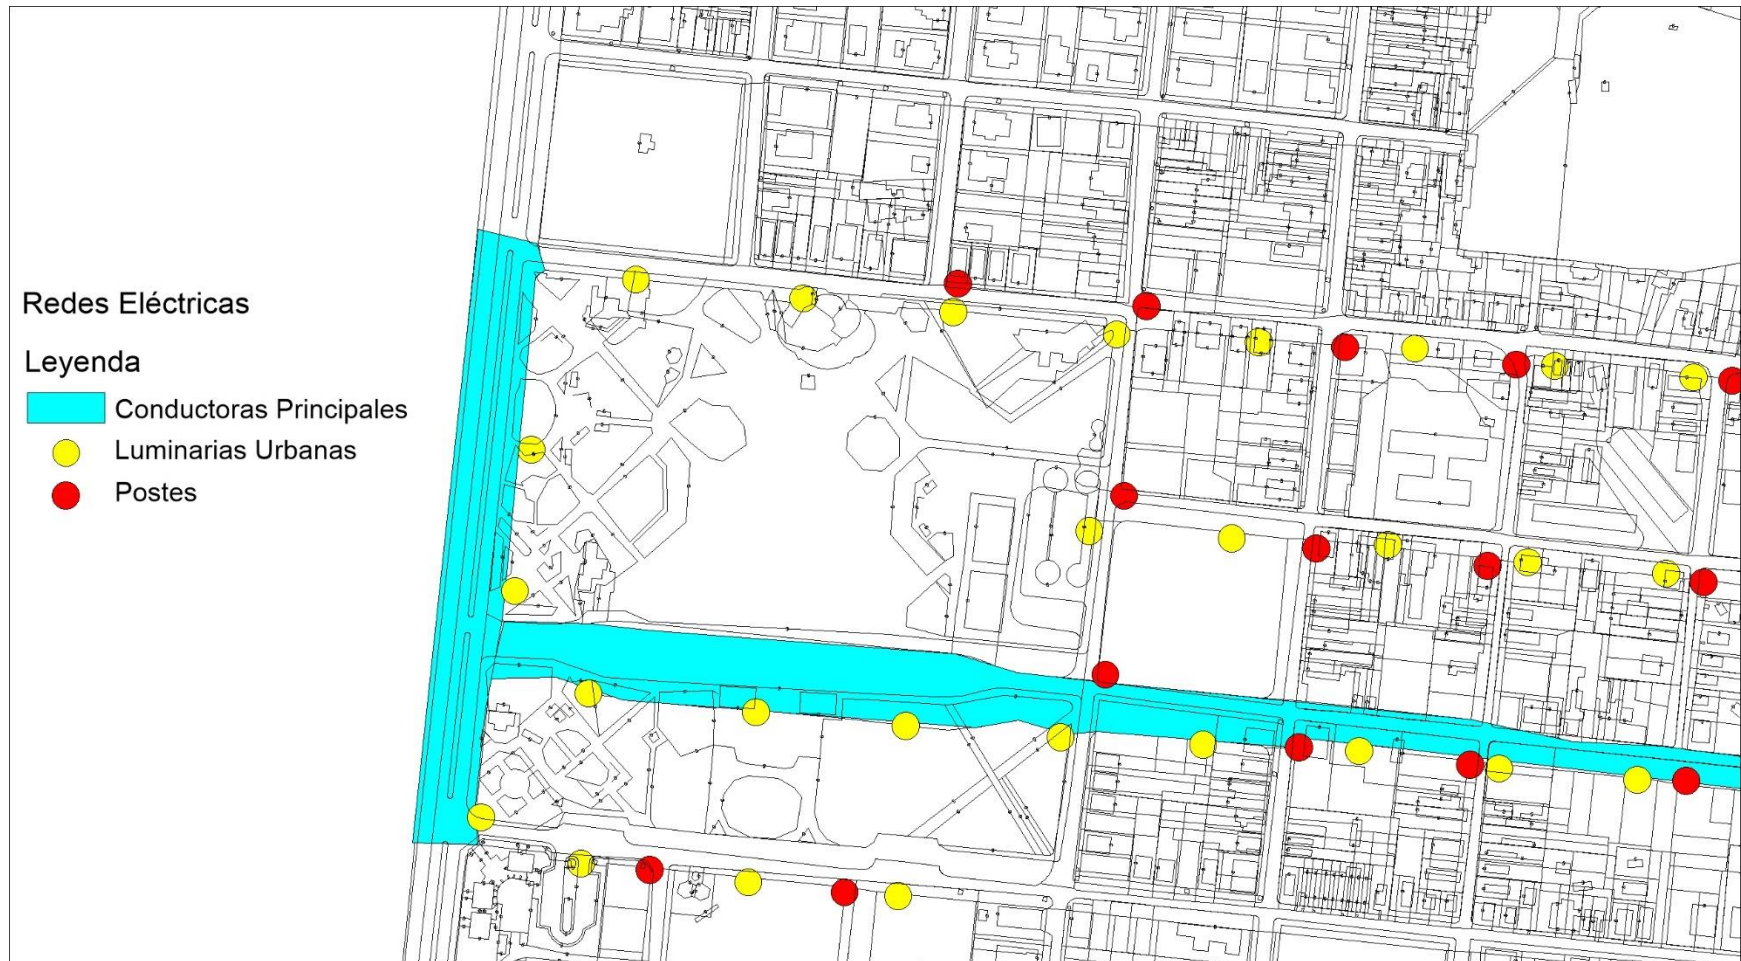 Redes Eléctricas
Leyenda
Conductoras Principales
Luminarias Urbanas
Postes